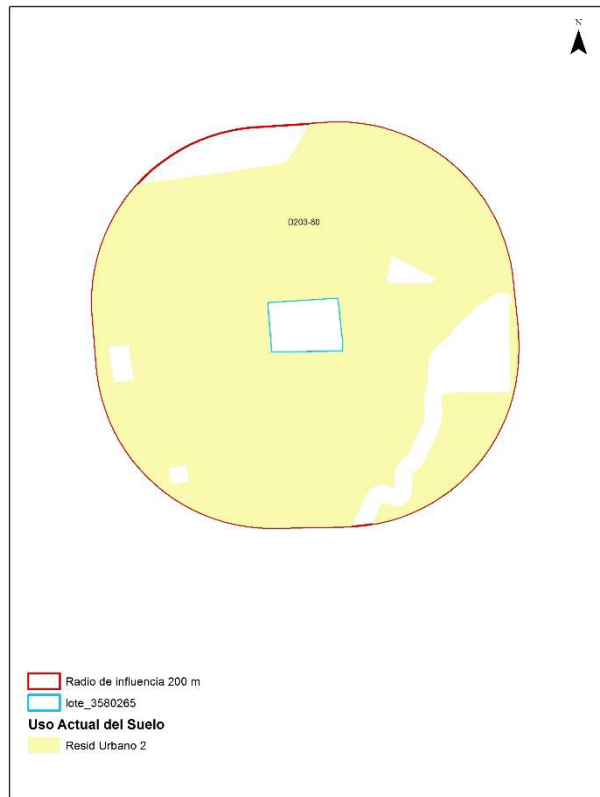 N
D203-80
Radio de influencia 200 m
lote_3580265
Uso Actual del Suelo
Resid Urbano 2